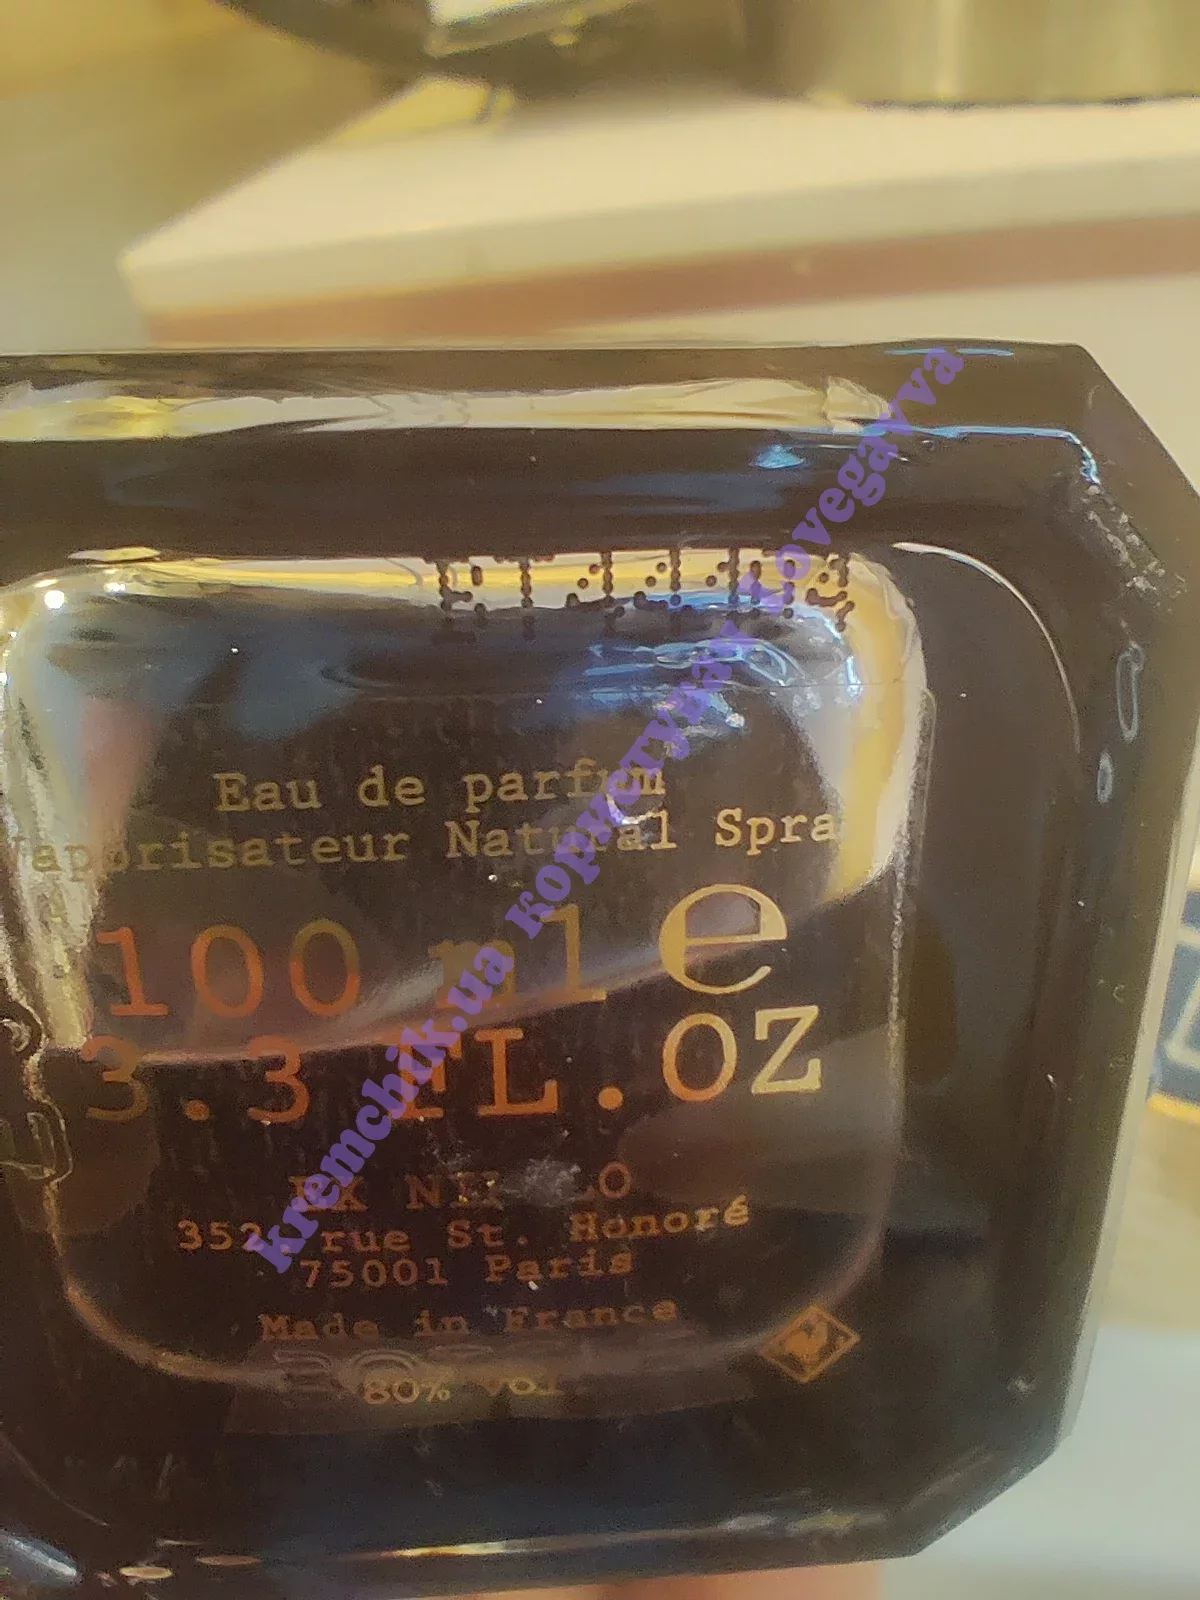 Eau de parfum
Vaporisateur Natural Spray
100 ml e
3.3 FL.OZ
EX NIHILO
352, rue St. Honoré
75001 Paris
Made in France
80% vol
kremchik.ua користувач Lovegavva